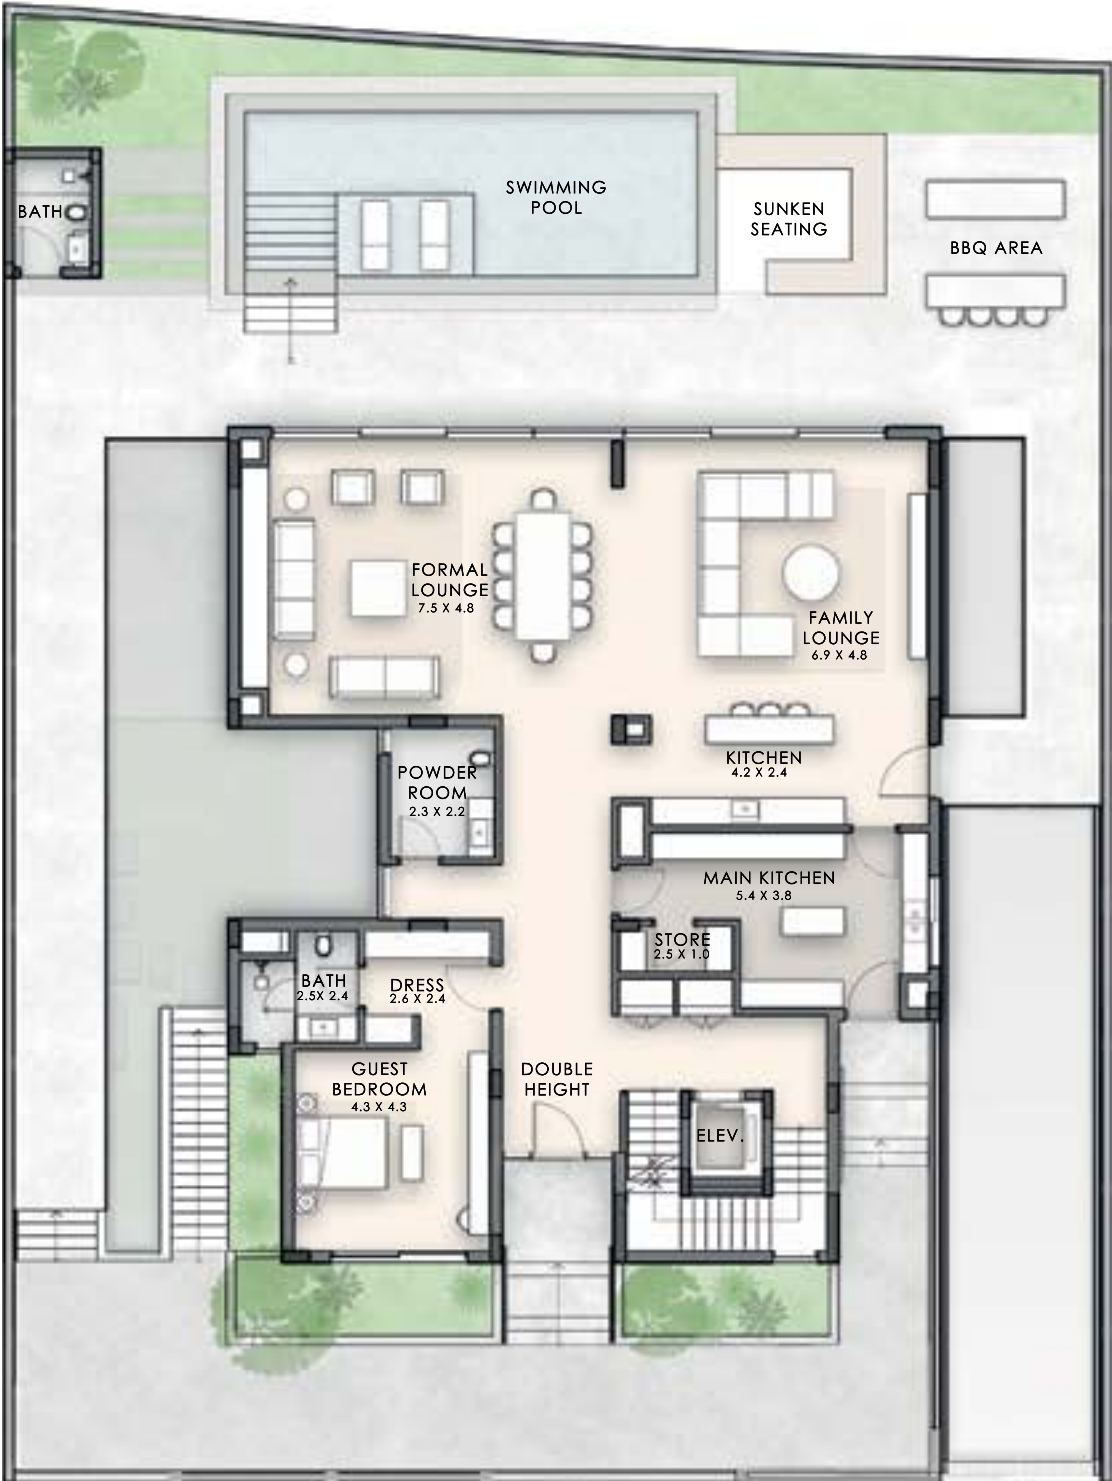 SWIMMING
POOL
BATH
SUNKEN
SEATING
BBQ AREA
FORMAL
LOUNGE
7.5 X 4.8
FAMILY
LOUNGE
6.9 X 4.8
KITCHEN
4.2 X 2.4
POWDER
ROOM
2.3 X 2.2
MAIN KITCHEN
5.4 X 3.8
STORE
2.5 X 1.0
BATH
2.5X 2.4
DRESS
2.6 X 2.4
GUEST
BEDROOM
4.3 X 4.3
DOUBLE
HEIGHT
ELEV.